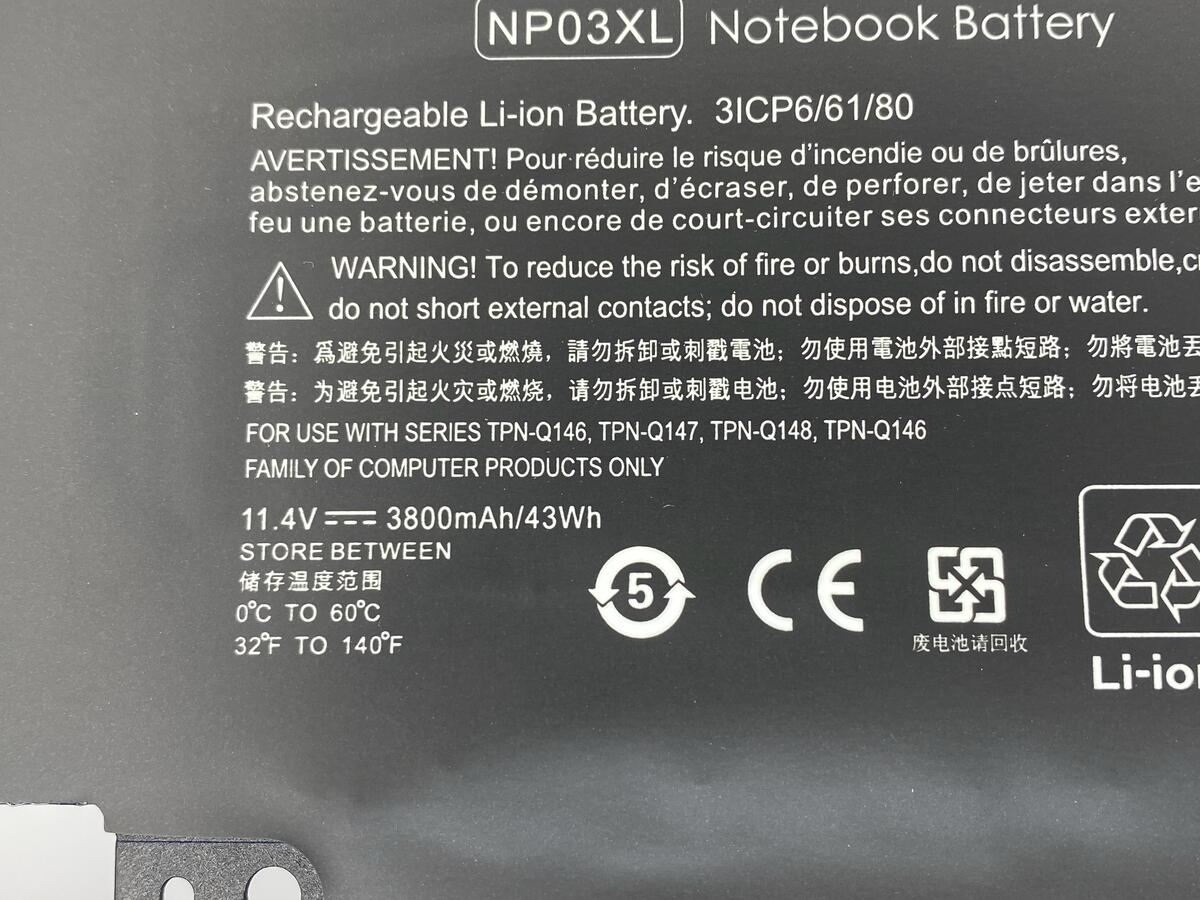 NP03XL Notebook Battery
Rechargeable Li-ion Battery. 3ICP6/61/80
AVERTISSEMENT! Pour réduire le risque d'incendie ou de brûlures,
abstenez-vous de démonter, d'écraser, de perforer, de jeter dans l'e
feu une batterie, ou encore de court-circuiter ses connecteurs exter
WARNING! To reduce the risk of fire or burns,do not disassemble,cr
do not short external contacts; do not dispose of in fire or water.
警告：爲避免引起火災或燃燒，請勿拆卸或刺戳電池；勿使用電池外部接點短路；勿將電池丟
警告：为避免引起火灾或燃烧，请勿拆卸或刺戳电池；勿使用电池外部接点短路；勿将电池丢
FOR USE WITH SERIES TPN-Q146, TPN-Q147, TPN-Q148, TPN-Q146
FAMILY OF COMPUTER PRODUCTS ONLY
11.4V 3800mAh/43Wh
STORE BETWEEN
储存温度范围
0°C TO 60°C
32°F TO 140°F
5
CE
废电池请回收
Li-ion